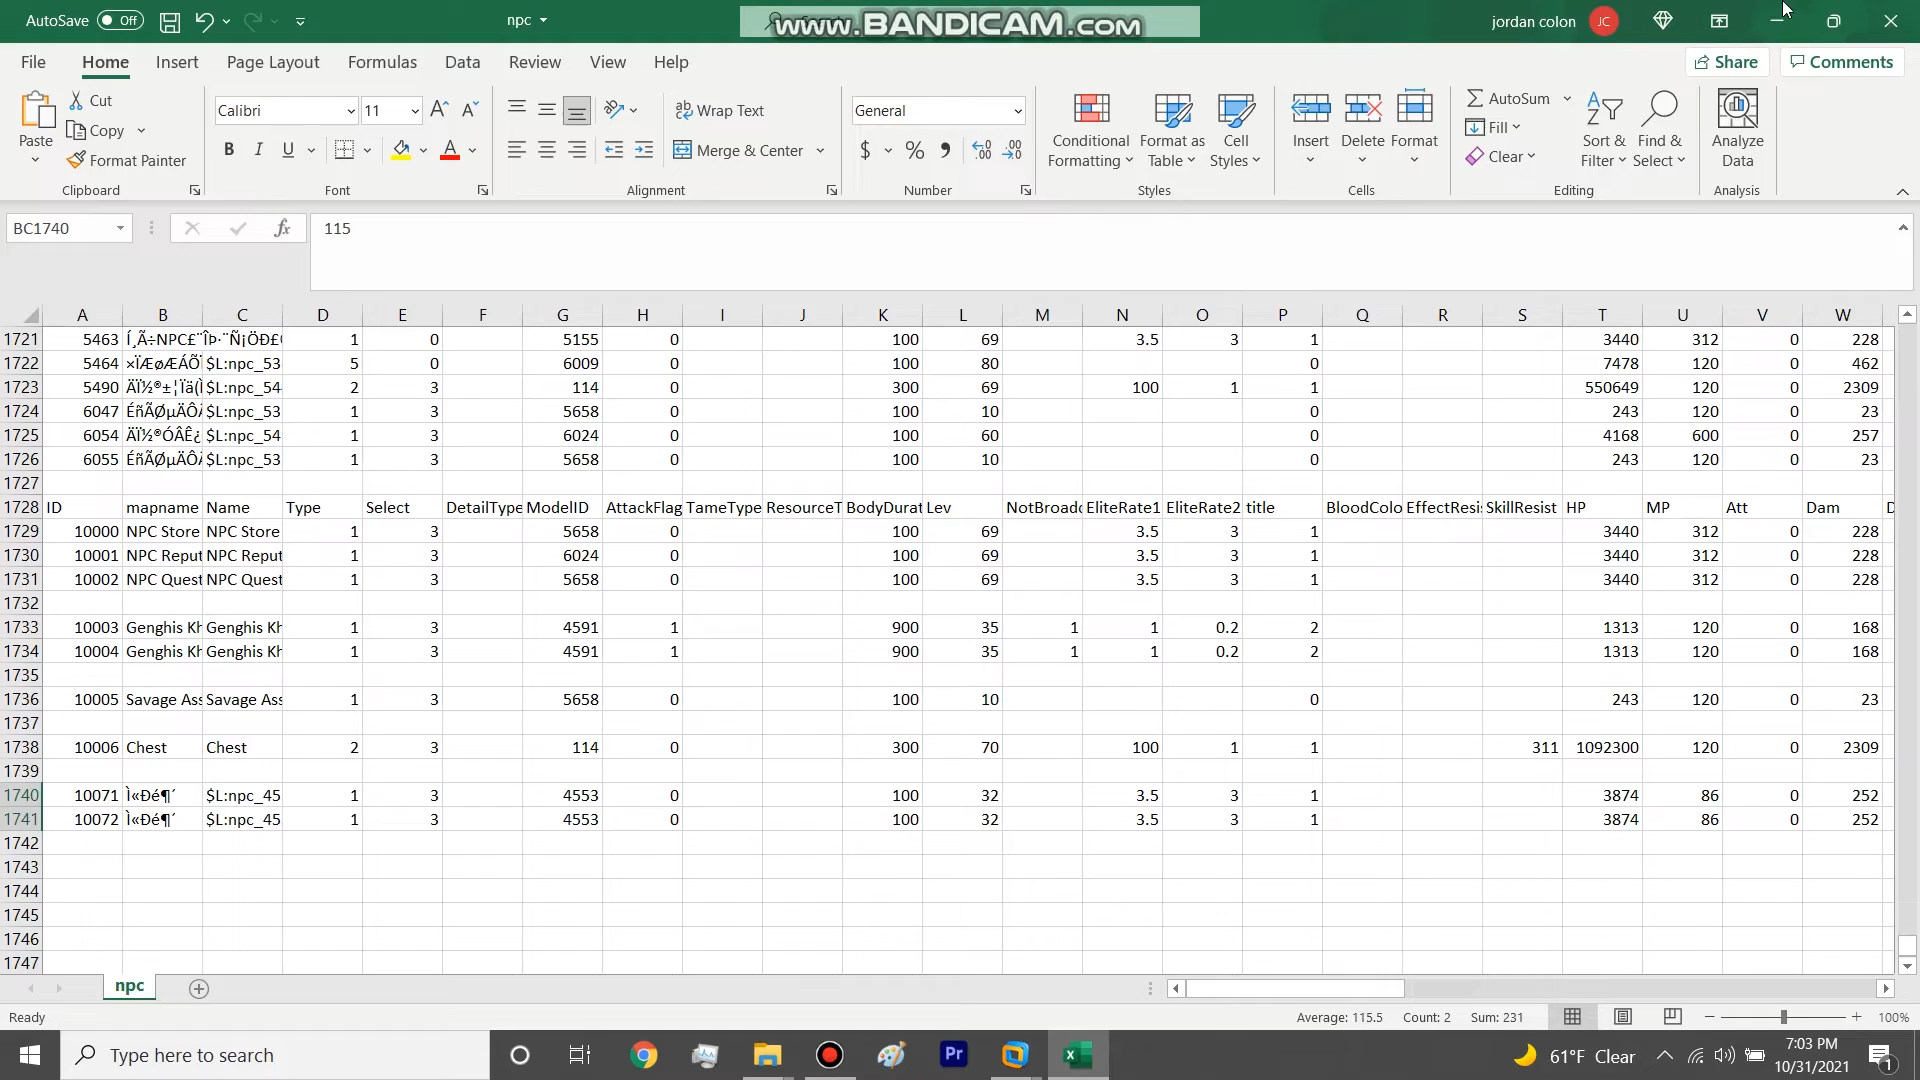 AutoSave Off npc www.BANDICAM.com jordan colon JC
File Home Insert Page Layout Formulas Data Review View Help Share Comments
Paste Cut Copy Format Painter Clipboard
Calibri 11 B I U A Font
Wrap Text Merge & Center Alignment
General $ % Number
Conditional Formatting Format as Table Cell Styles Styles
Insert Delete Format Cells
AutoSum Fill Clear Sort & Filter Find & Select Editing
Analyze Data Analysis
BC1740 fx 115
A B C D E F G H I J K L M N O P Q R S T U V W
1721 5463 1 0 5155 0 100 69 3.5 3 1 3440 312 0 228
1722 5464 $L:npc_53 5 0 6009 0 100 80 0 7478 120 0 462
1723 5490 $L:npc_54 2 3 114 0 300 69 100 1 1 550649 120 0 2309
1724 6047 $L:npc_53 1 3 5658 0 100 10 0 243 120 0 23
1725 6054 $L:npc_54 1 3 6024 0 100 60 0 4168 600 0 257
1726 6055 $L:npc_53 1 3 5658 0 100 10 0 243 120 0 23
1727
1728 ID mapname Name Type Select DetailType ModelID AttackFlag TameType ResourceT BodyDurat Lev NotBroadc EliteRate1 EliteRate2 title BloodColo EffectResi SkillResist HP MP Att Dam D
1729 10000 NPC Store NPC Store 1 3 5658 0 100 69 3.5 3 1 3440 312 0 228
1730 10001 NPC Reput NPC Reput 1 3 6024 0 100 69 3.5 3 1 3440 312 0 228
1731 10002 NPC Quest NPC Quest 1 3 5658 0 100 69 3.5 3 1 3440 312 0 228
1732
1733 10003 Genghis Kh Genghis Kh 1 3 4591 1 900 35 1 1 0.2 2 1313 120 0 168
1734 10004 Genghis Kh Genghis Kh 1 3 4591 1 900 35 1 1 0.2 2 1313 120 0 168
1735
1736 10005 Savage Ass Savage Ass 1 3 5658 0 100 10 0 243 120 0 23
1737
1738 10006 Chest Chest 2 3 114 0 300 70 100 1 1 311 1092300 120 0 2309
1739
1740 10071 Ì«Ðé¶´ $L:npc_45 1 3 4553 0 100 32 3.5 3 1 3874 86 0 252
1741 10072 Ì«Ðé¶´ $L:npc_45 1 3 4553 0 100 32 3.5 3 1 3874 86 0 252
1742
1743
1744
1745
1746
1747
npc
Ready Average: 115.5 Count: 2 Sum: 231 100%
Type here to search Pr 61°F Clear 7:03 PM
10/31/2021 1